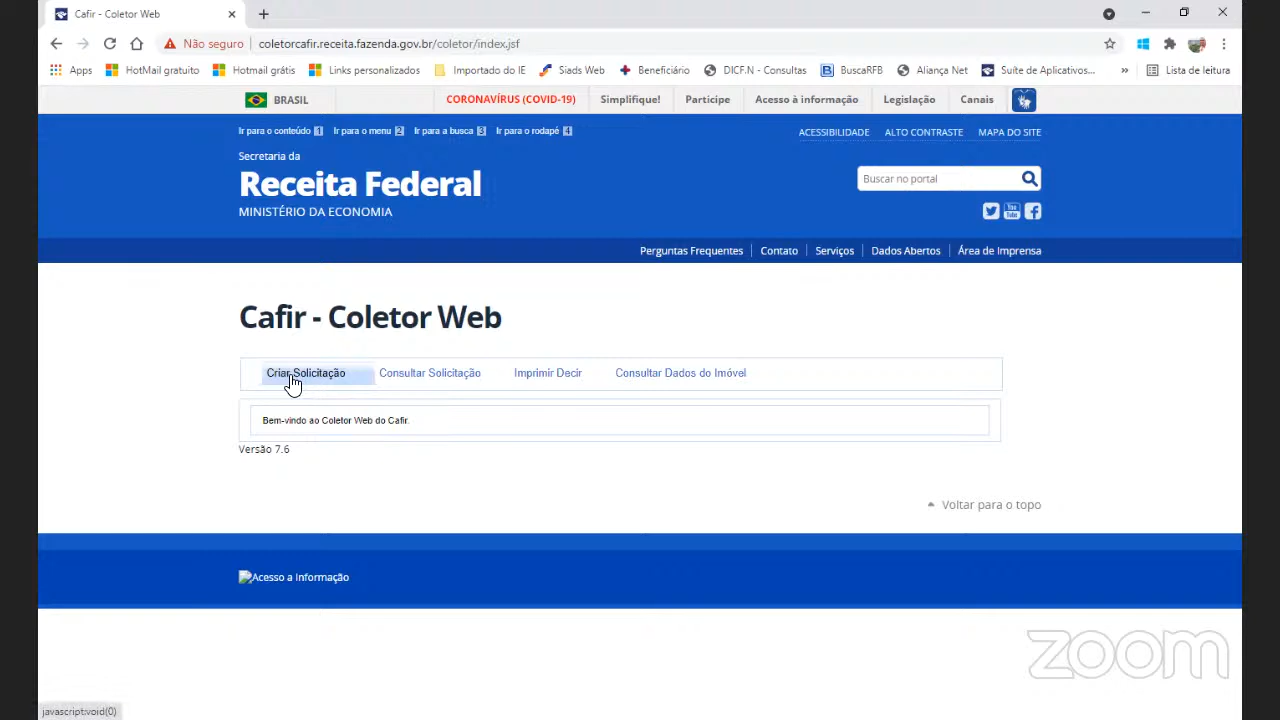 Cafir - Coletor Web
Não seguro coletorcafir.receita.fazenda.gov.br/coletor/index.jsf
Apps HotMail gratuito Hotmail grátis Links personalizados Importado do IE Siads Web Beneficiário DICF.N - Consultas BuscaRFB Aliança Net Suíte de Aplicativos... » Lista de leitura
BRASIL CORONAVÍRUS (COVID-19) Simplifique! Participe Acesso à informação Legislação Canais
Ir para o conteúdo 1 Ir para o menu 2 Ir para a busca 3 Ir para o rodapé 4 ACESSIBILIDADE ALTO CONTRASTE MAPA DO SITE
Secretaria da
Receita Federal
MINISTÉRIO DA ECONOMIA
Buscar no portal
You Tube
Perguntas Frequentes Contato Serviços Dados Abertos Área de Imprensa
Cafir - Coletor Web
Criar Solicitação Consultar Solicitação Imprimir Decir Consultar Dados do Imóvel
Bem-vindo ao Coletor Web do Cafir.
Versão 7.6
Voltar para o topo
Acesso a Informação
zoom
javascript:void(0)